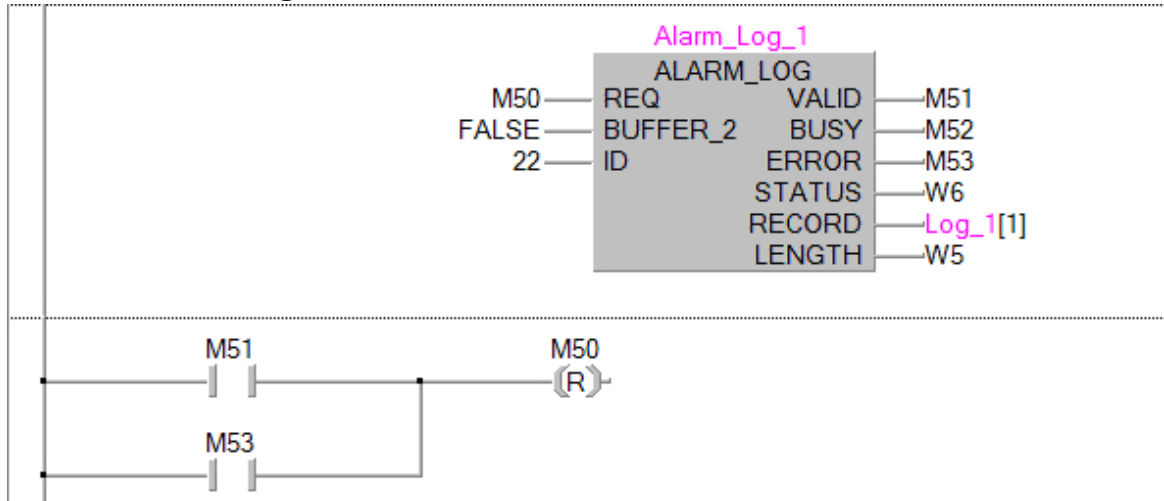 Alarm_Log_1
ALARM_LOG
M50 REQ VALID M51
FALSE BUFFER_2 BUSY M52
22 ID ERROR M53
STATUS W6
RECORD Log_1[1]
LENGTH W5
M51 M50
(R)
M53